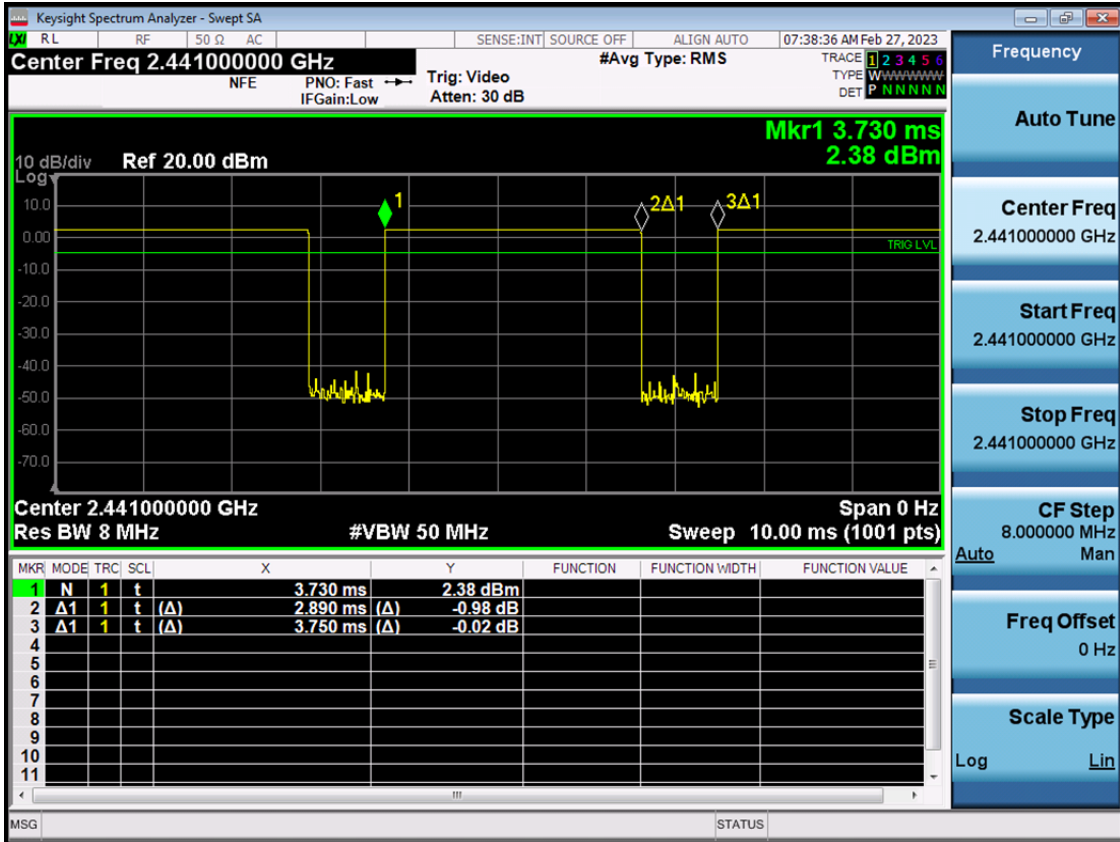 Keysight Spectrum Analyzer - Swept SA
LXI RL RF 50 Ω AC SENSE:INT SOURCE OFF ALIGN AUTO 07:38:36 AM Feb 27, 2023
Center Freq 2.441000000 GHz
NFE
PNO: Fast
IFGain:Low
Trig: Video
Atten: 30 dB
#Avg Type: RMS
TRACE 1 2 3 4 5 6
TYPE WWWWWW
DET P N N N N N
Mkr1 3.730 ms
2.38 dBm
10 dB/div Ref 20.00 dBm
Log
1
2Δ1
3Δ1
10.0
0.00
TRIG LVL
-10.0
-20.0
-30.0
-40.0
-50.0
-60.0
-70.0
Center 2.441000000 GHz Span 0 Hz
Res BW 8 MHz #VBW 50 MHz Sweep 10.00 ms (1001 pts)
MKR MODE TRC SCL X Y FUNCTION FUNCTION WIDTH FUNCTION VALUE
1 N 1 t 3.730 ms 2.38 dBm
2 Δ1 1 t (Δ) 2.890 ms (Δ) -0.98 dB
3 Δ1 1 t (Δ) 3.750 ms (Δ) -0.02 dB
4
5
6
7
8
9
10
11
MSG STATUS
Frequency
Auto Tune
Center Freq
2.441000000 GHz
Start Freq
2.441000000 GHz
Stop Freq
2.441000000 GHz
CF Step
8.000000 MHz
Auto Man
Freq Offset
0 Hz
Scale Type
Log Lin